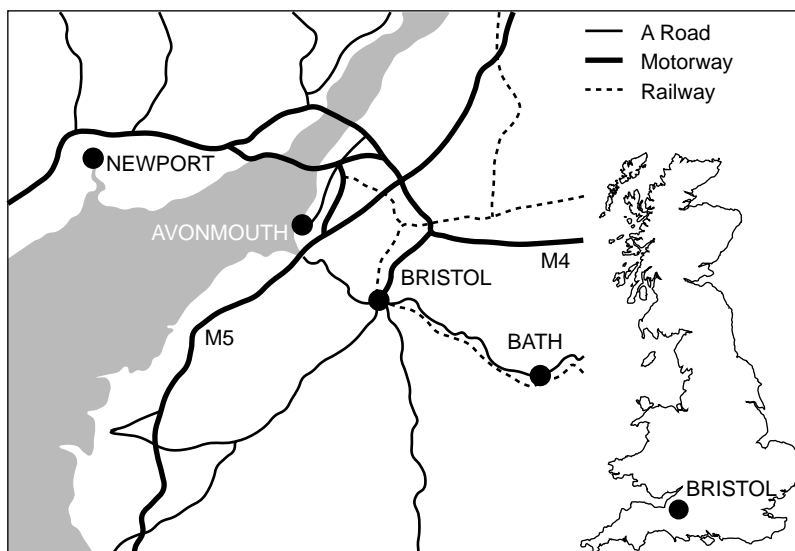 A Road
Motorway
Railway
NEWPORT
AVONMOUTH
M4
BRISTOL
M5
BATH
BRISTOL